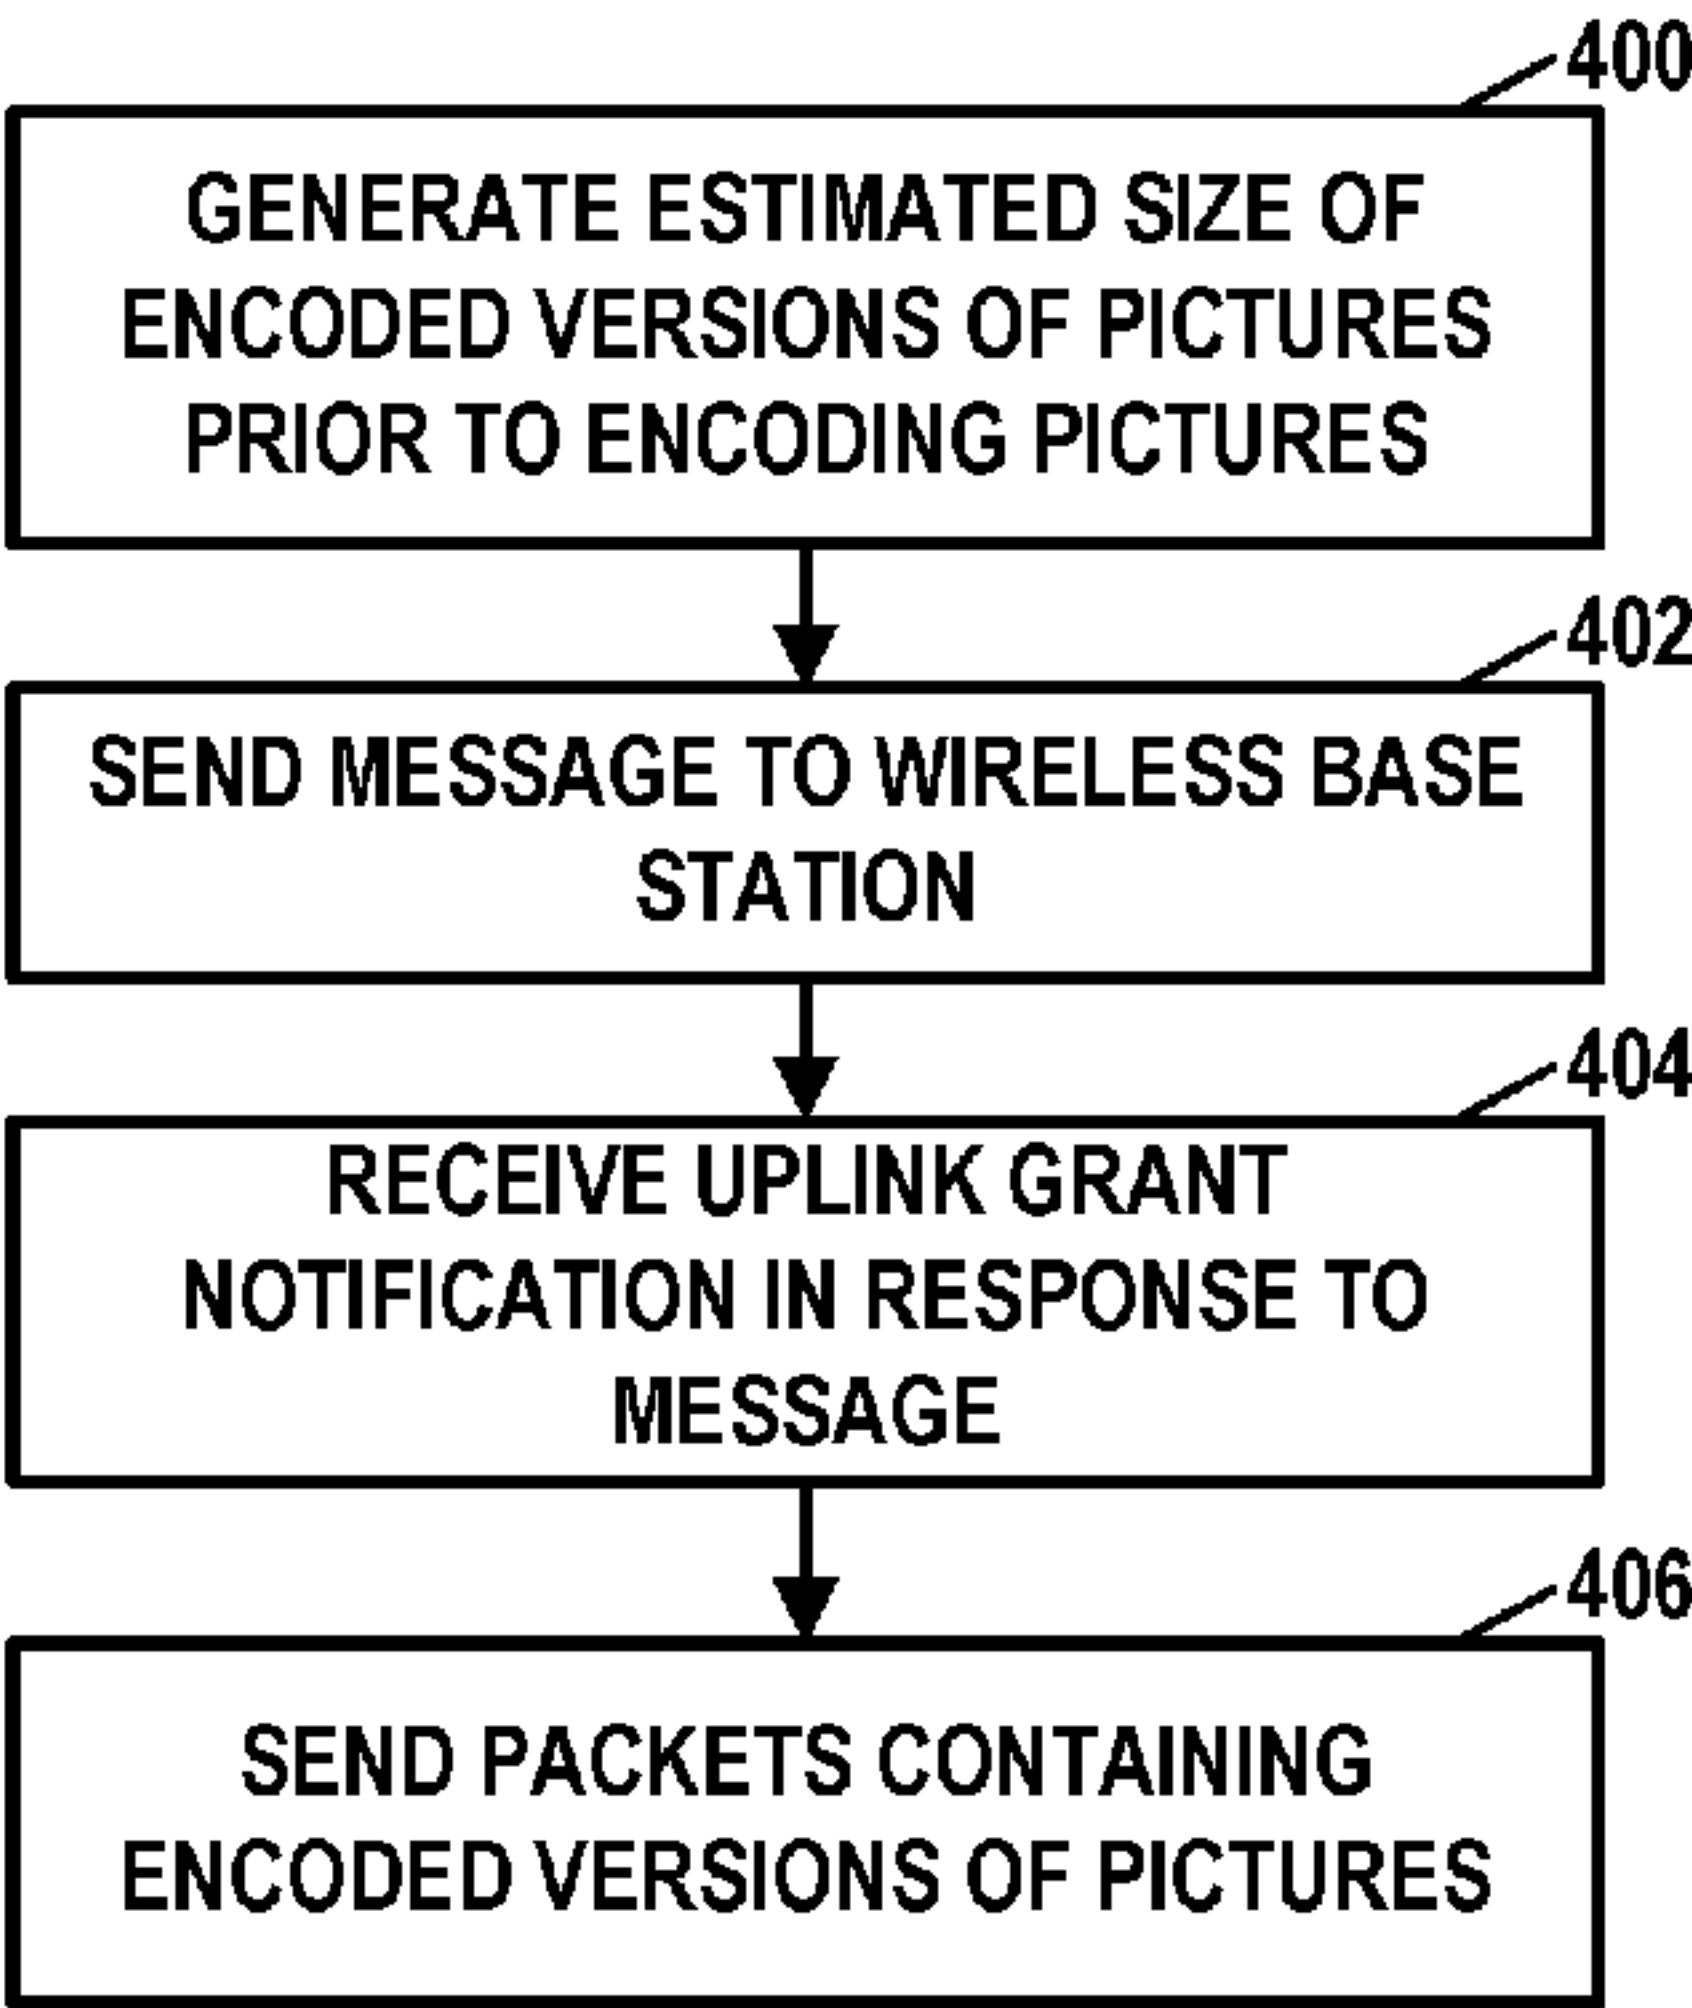 400
GENERATE ESTIMATED SIZE OF
ENCODED VERSIONS OF PICTURES
PRIOR TO ENCODING PICTURES
402
SEND MESSAGE TO WIRELESS BASE
STATION
404
RECEIVE UPLINK GRANT
NOTIFICATION IN RESPONSE TO
MESSAGE
406
SEND PACKETS CONTAINING
ENCODED VERSIONS OF PICTURES